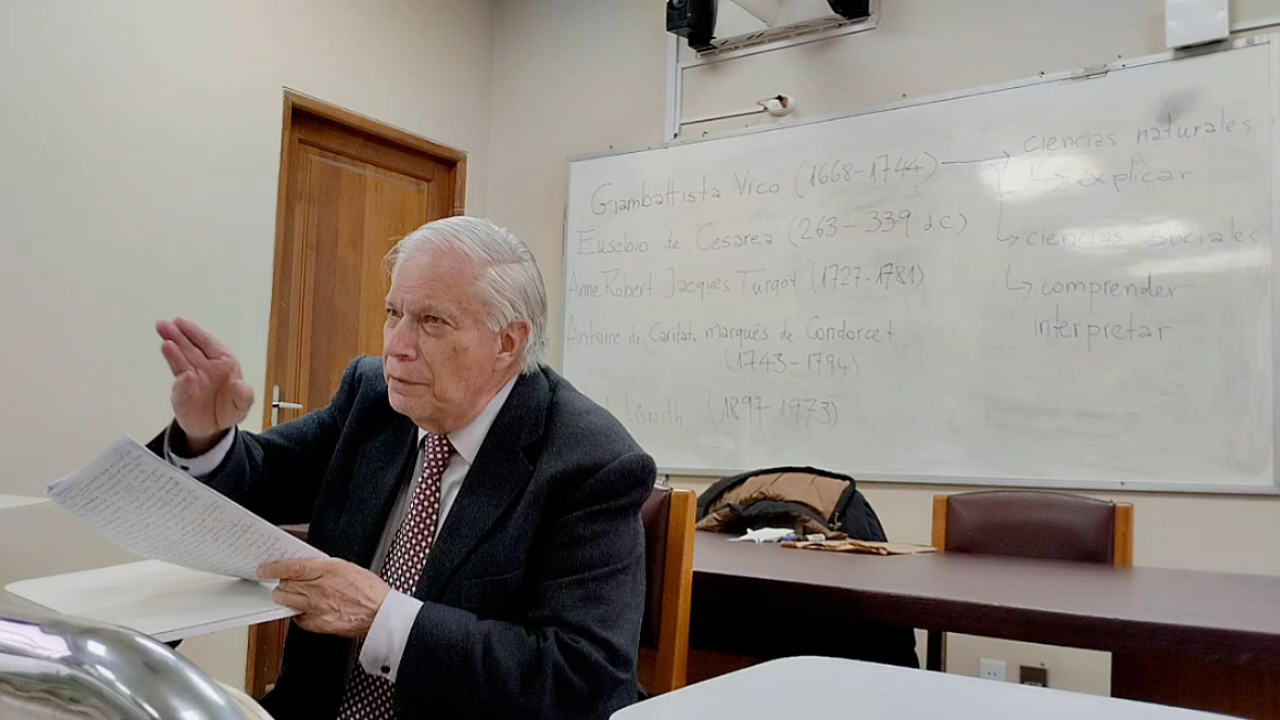 Giambattista Vico (1668-1744)
Eusebio de Cesarea (263-339 d.C)
Anne Robert Jacques Turgot (1727-1781)
Antoine de Caritat, marqués de Condorcet
(1743-1794)
Löwith (1897-1973)
ciencias naturales
explicar
ciencias sociales
comprender
interpretar